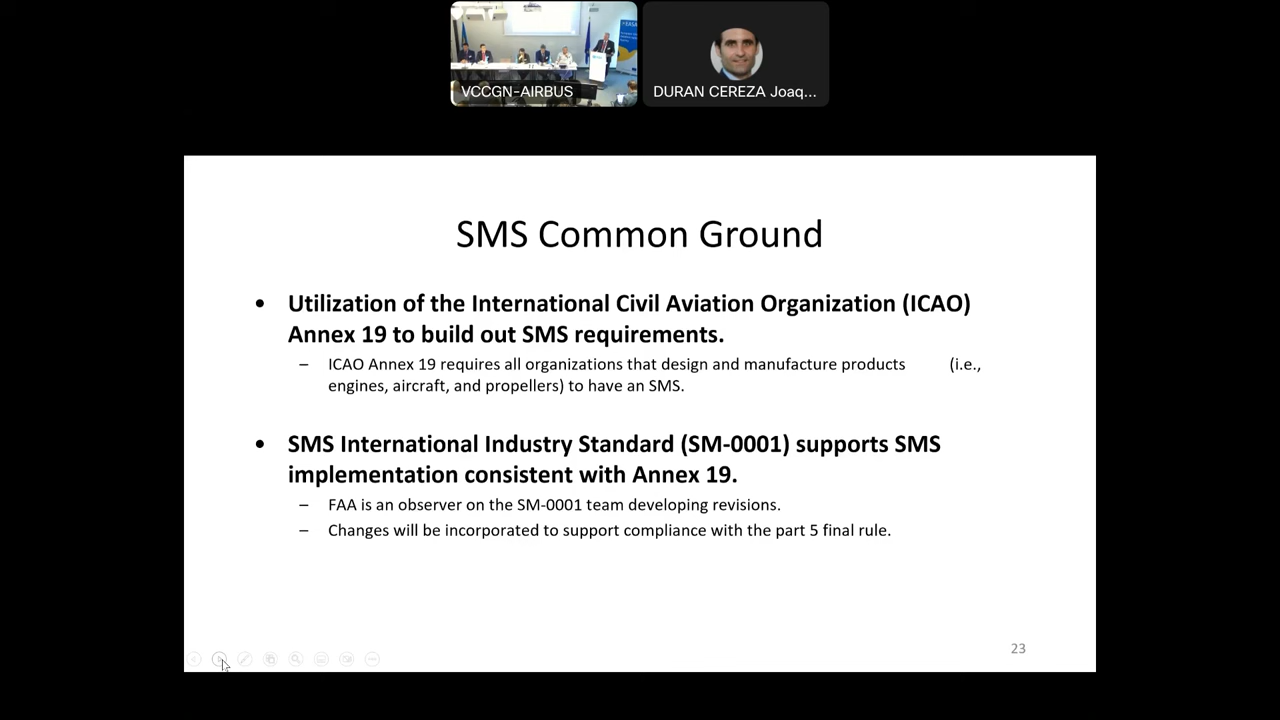 VCCGN-AIRBUS
DURAN CEREZA Joaq...
SMS Common Ground
• Utilization of the International Civil Aviation Organization (ICAO)
Annex 19 to build out SMS requirements.
– ICAO Annex 19 requires all organizations that design and manufacture products (i.e.,
engines, aircraft, and propellers) to have an SMS.
• SMS International Industry Standard (SM-0001) supports SMS
implementation consistent with Annex 19.
– FAA is an observer on the SM-0001 team developing revisions.
– Changes will be incorporated to support compliance with the part 5 final rule.
23